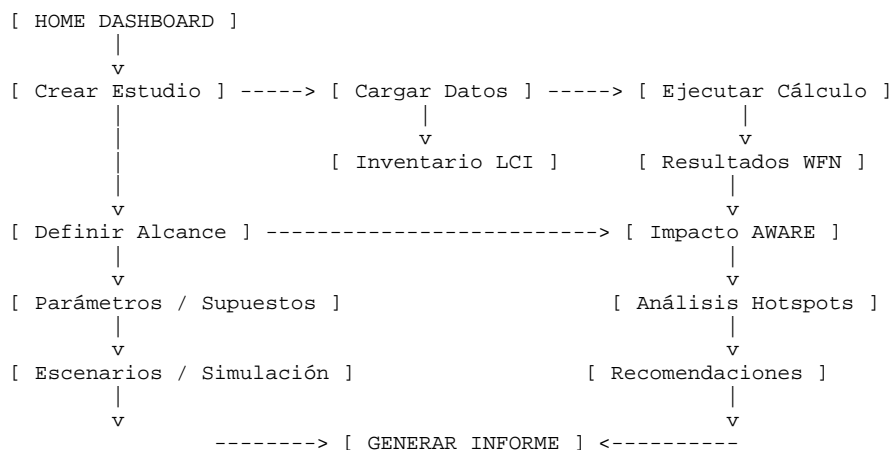 [ HOME DASHBOARD ]
|
v
[ Crear Estudio ] -----> [ Cargar Datos ] -----> [ Ejecutar Cálculo ]
| | |
| v v
| [ Inventario LCI ] [ Resultados WFN ]
| |
v v
[ Definir Alcance ] --------------------------> [ Impacto AWARE ]
| |
v v
[ Parámetros / Supuestos ] [ Análisis Hotspots ]
| |
v v
[ Escenarios / Simulación ] [ Recomendaciones ]
| |
v v
--------> [ GENERAR INFORME ] <----------